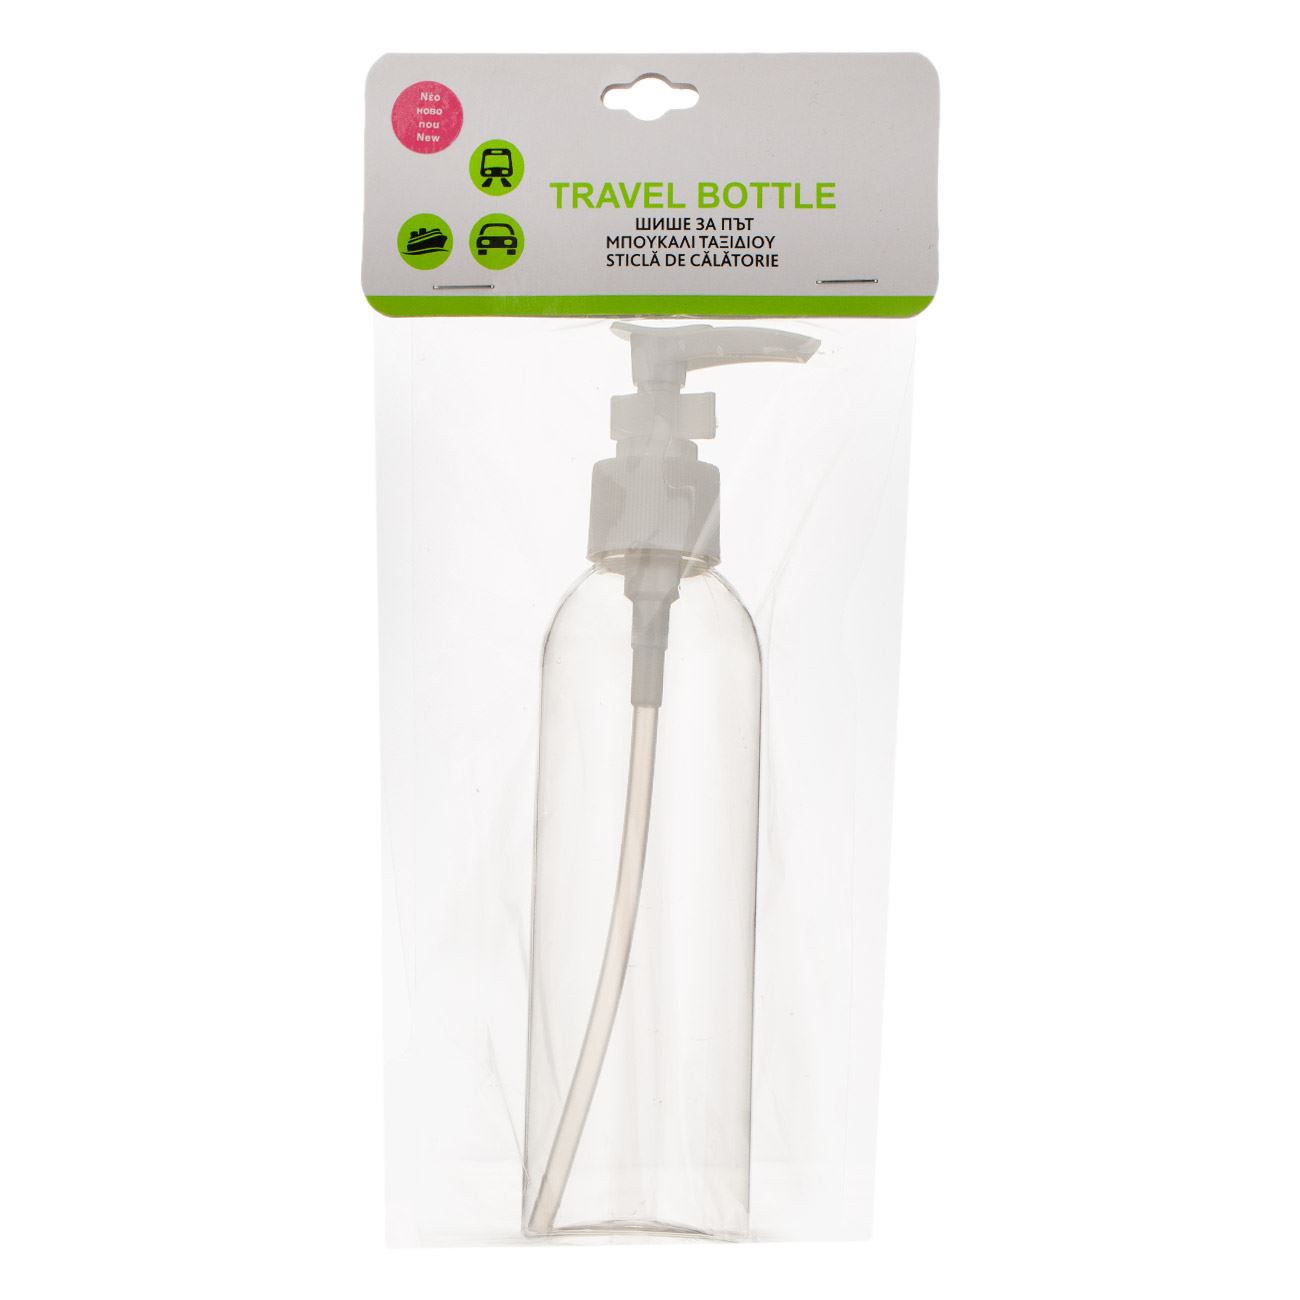 Νέο
ново
nou
New
TRAVEL BOTTLE
ШИШЕ ЗА ПЪТ
ΜΠΟΥΚΑΛΙ ΤΑΞΙΔΙΟΥ
STICLĂ DE CĂLĂTORIE